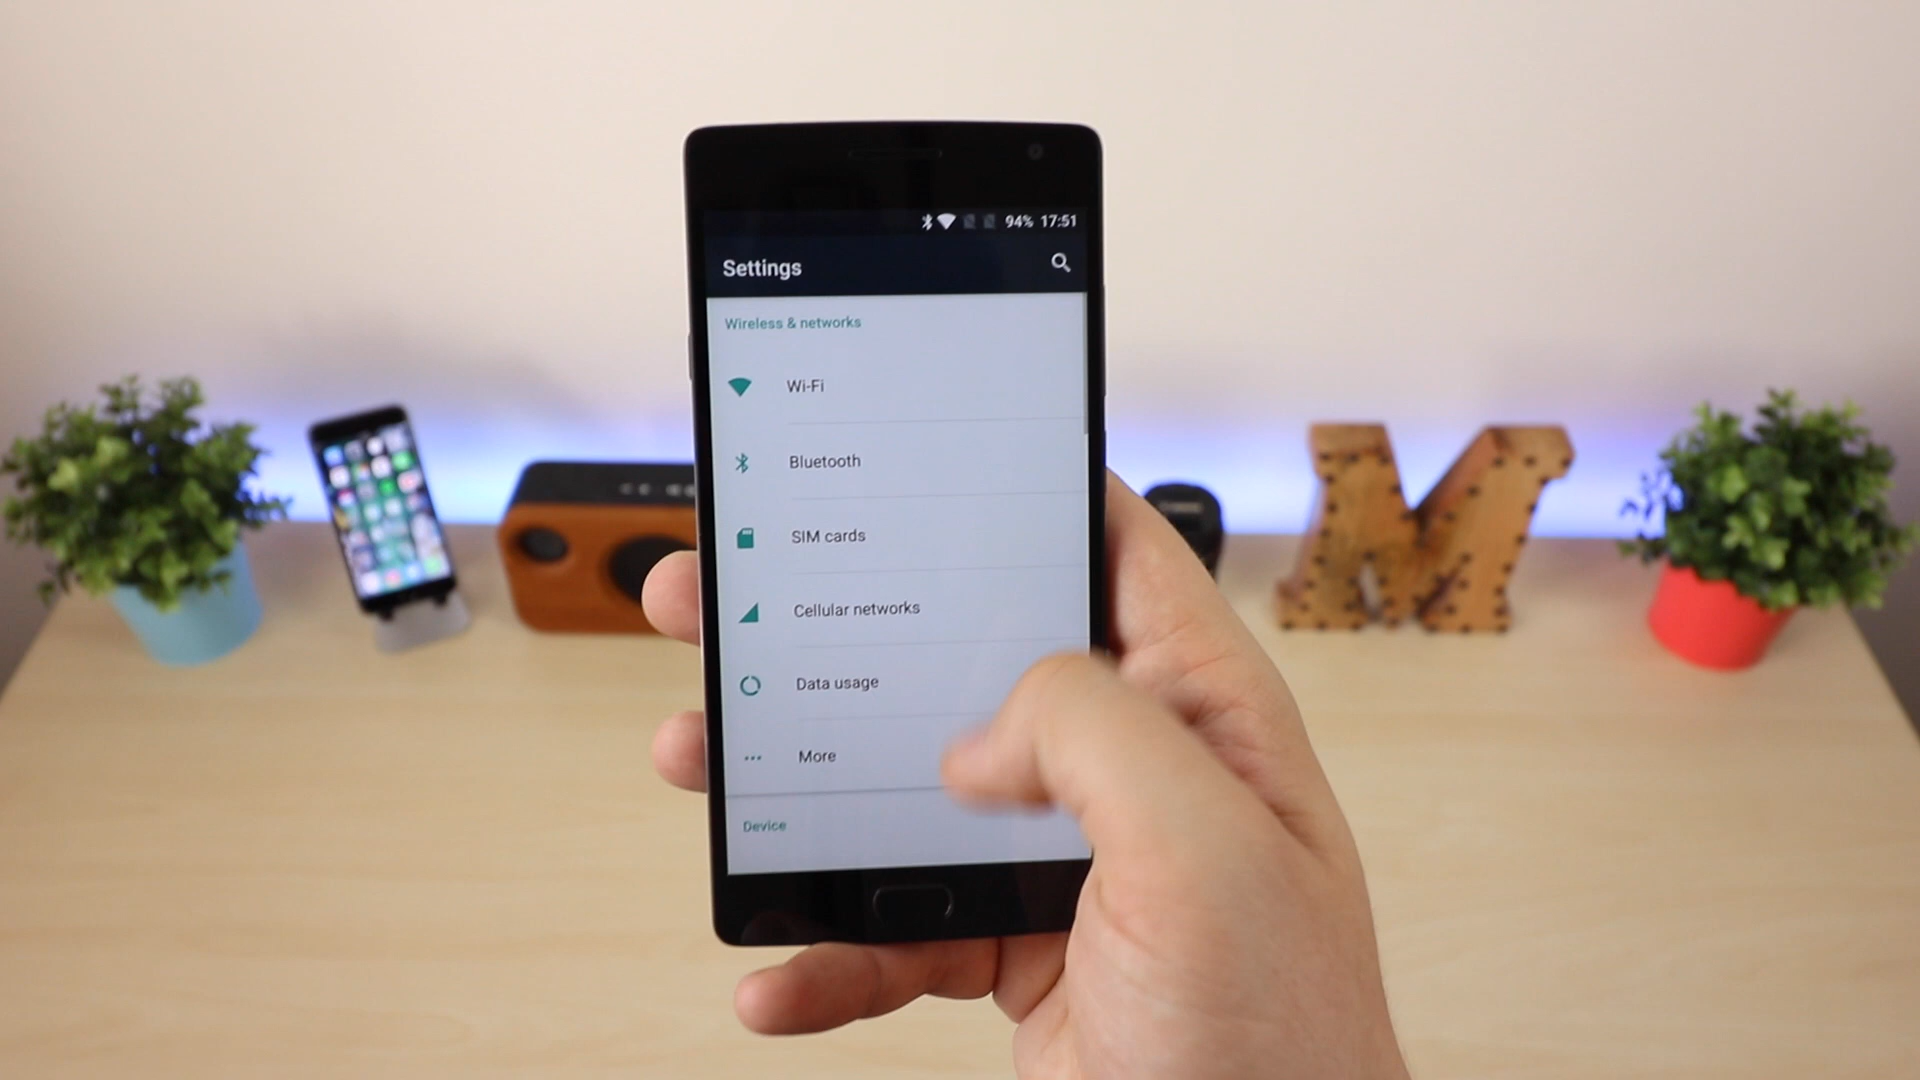 94% 17:51
Settings
Wireless & networks
Wi-Fi
Bluetooth
SIM cards
Cellular networks
Data usage
More
Device
M